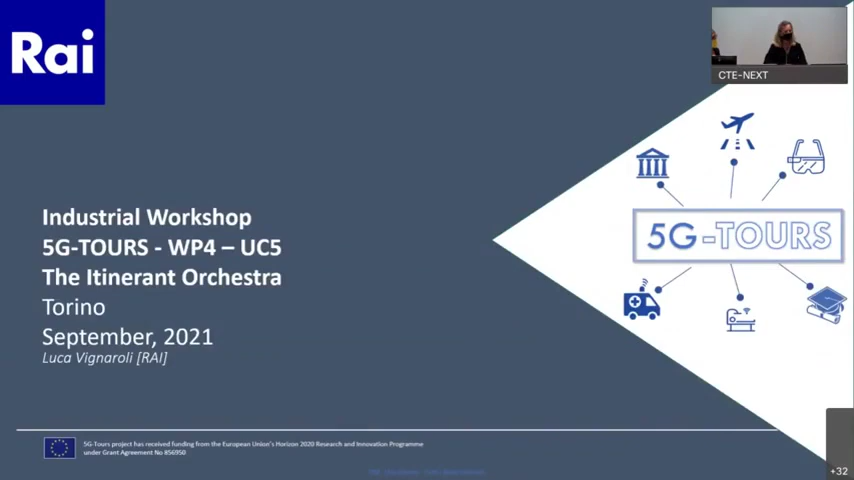 Rai
CTE-NEXT
5G-TOURS
Industrial Workshop
5G-TOURS - WP4 – UC5
The Itinerant Orchestra
Torino
September, 2021
Luca Vignaroli [RAI]
5G-Tours project has received funding from the European Union's Horizon 2020 Research and Innovation Programme
under Grant Agreement No 856950
+32